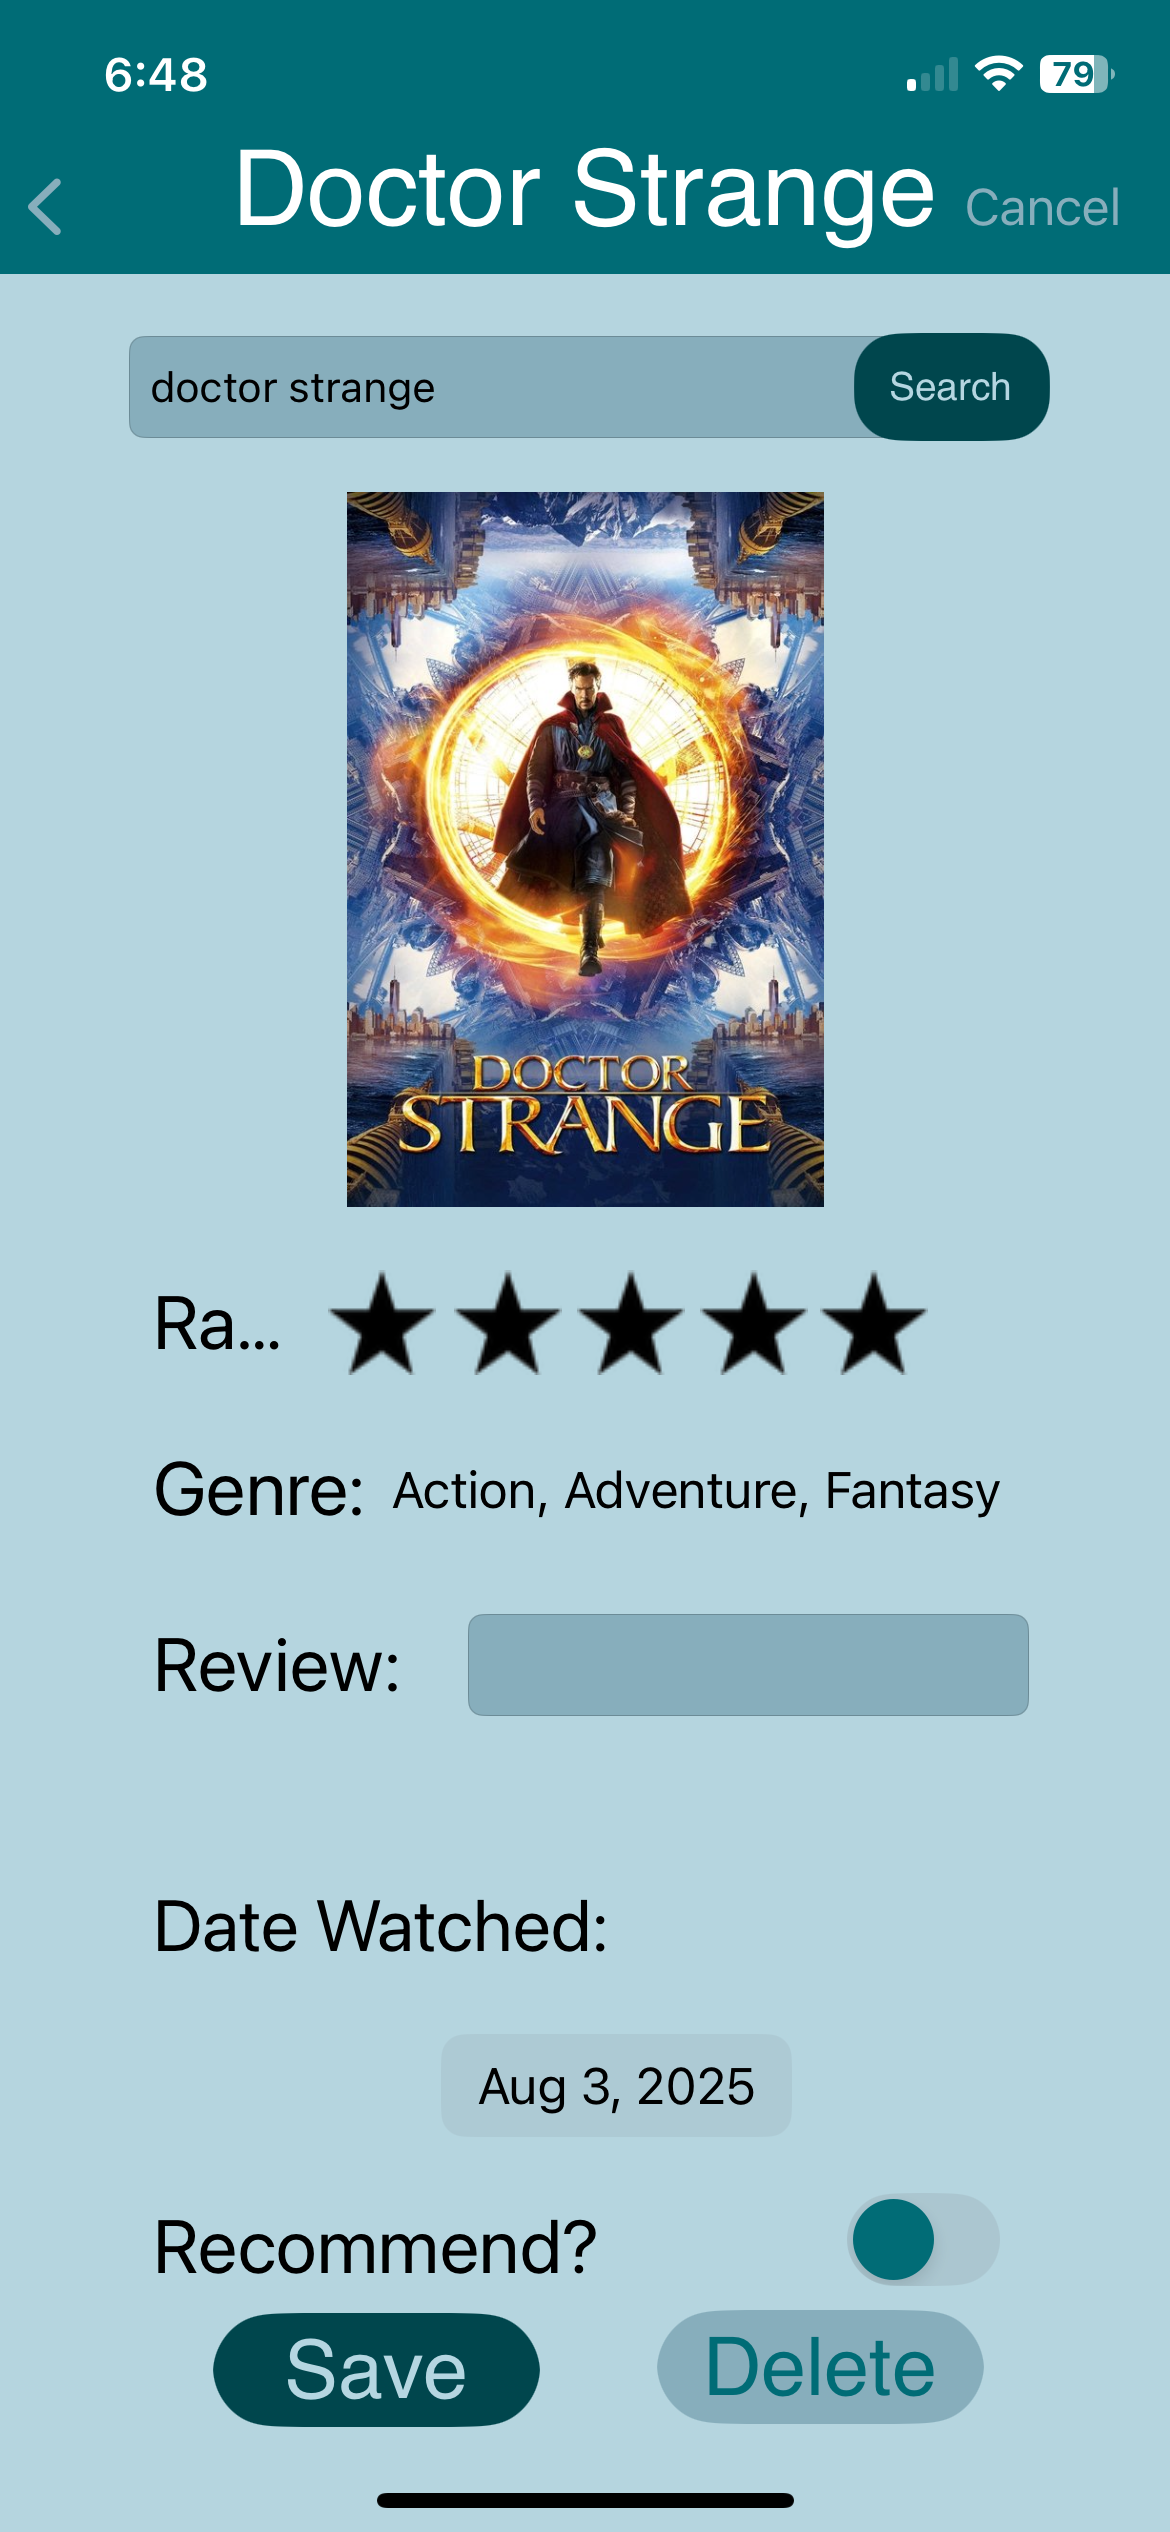 6:48
79
Doctor Strange
Cancel
doctor strange
Search
DOCTOR
STRANGE
Ra...
Genre: Action, Adventure, Fantasy
Review:
Date Watched:
Aug 3, 2025
Recommend?
Save
Delete